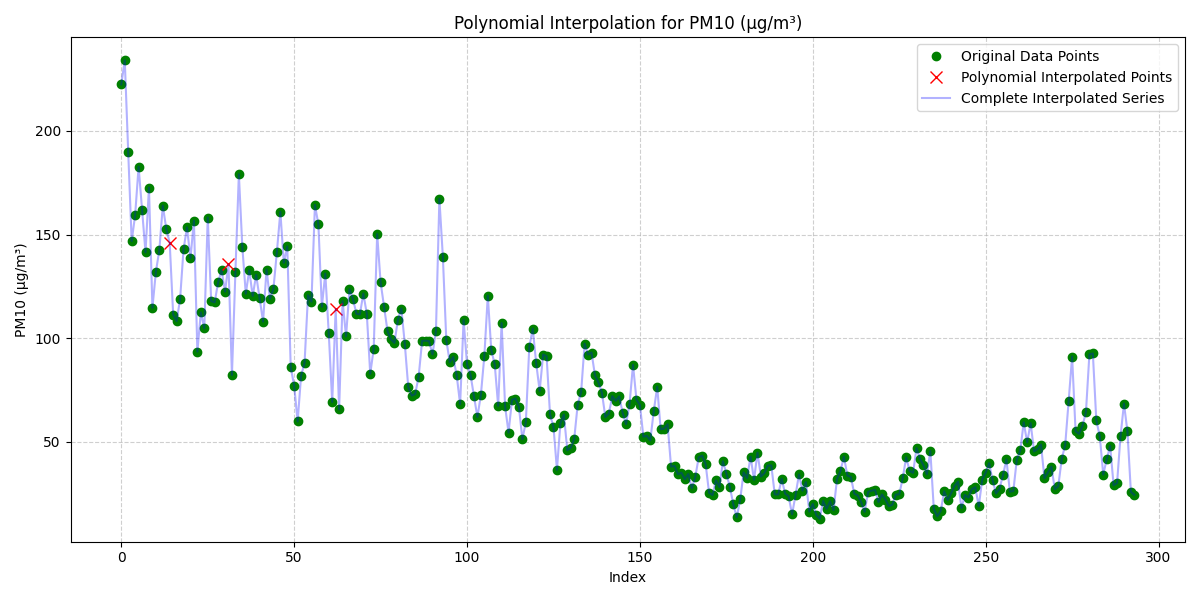 Polynomial Interpolation for PM10 (µg/m³)
Original Data Points
Polynomial Interpolated Points
Complete Interpolated Series
PM10 (µg/m³)
200
150
100
50
0
50
100
150
200
250
300
Index